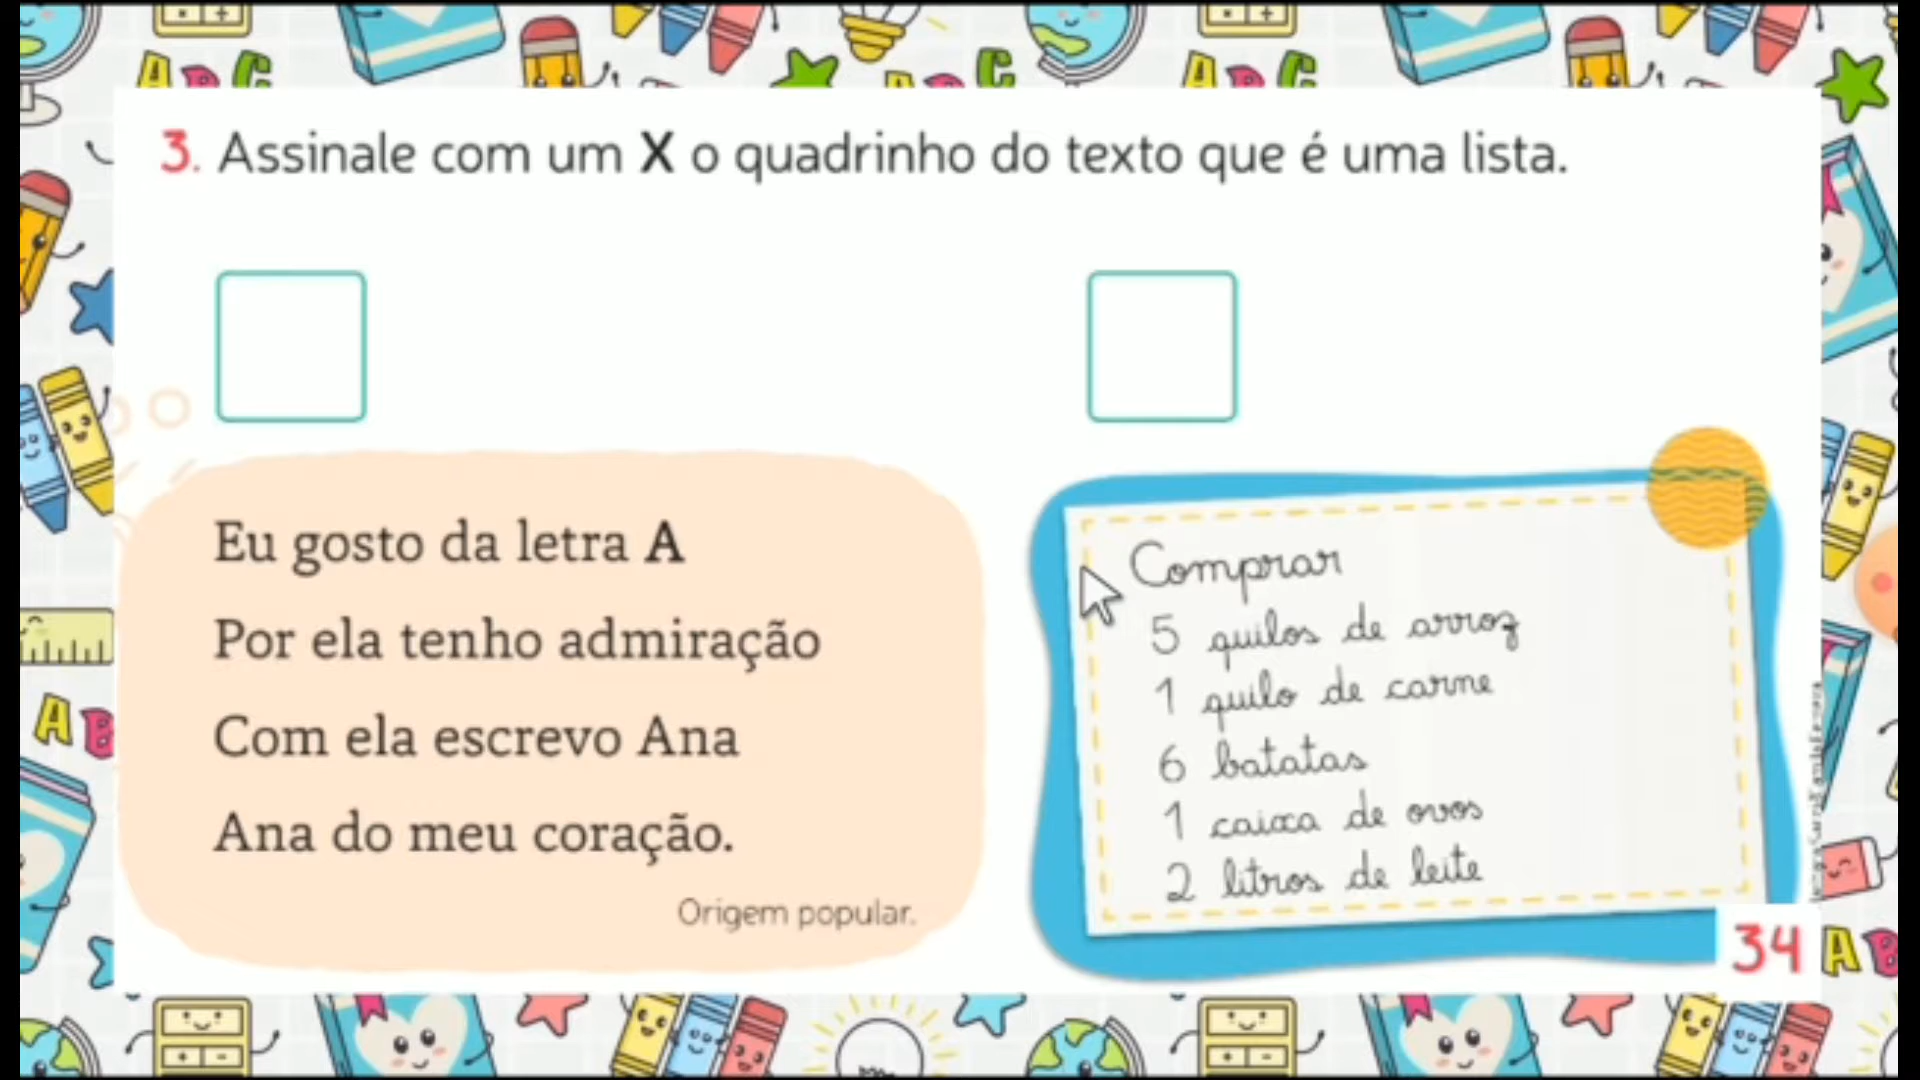 3. Assinale com um X o quadrinho do texto que é uma lista.
Eu gosto da letra A
Por ela tenho admiração
Com ela escrevo Ana
Ana do meu coração.
Origem popular.
Comprar
5 quilos de arroz
1 quilo de carne
6 batatas
1 caixa de ovos
2 litros de leite
34